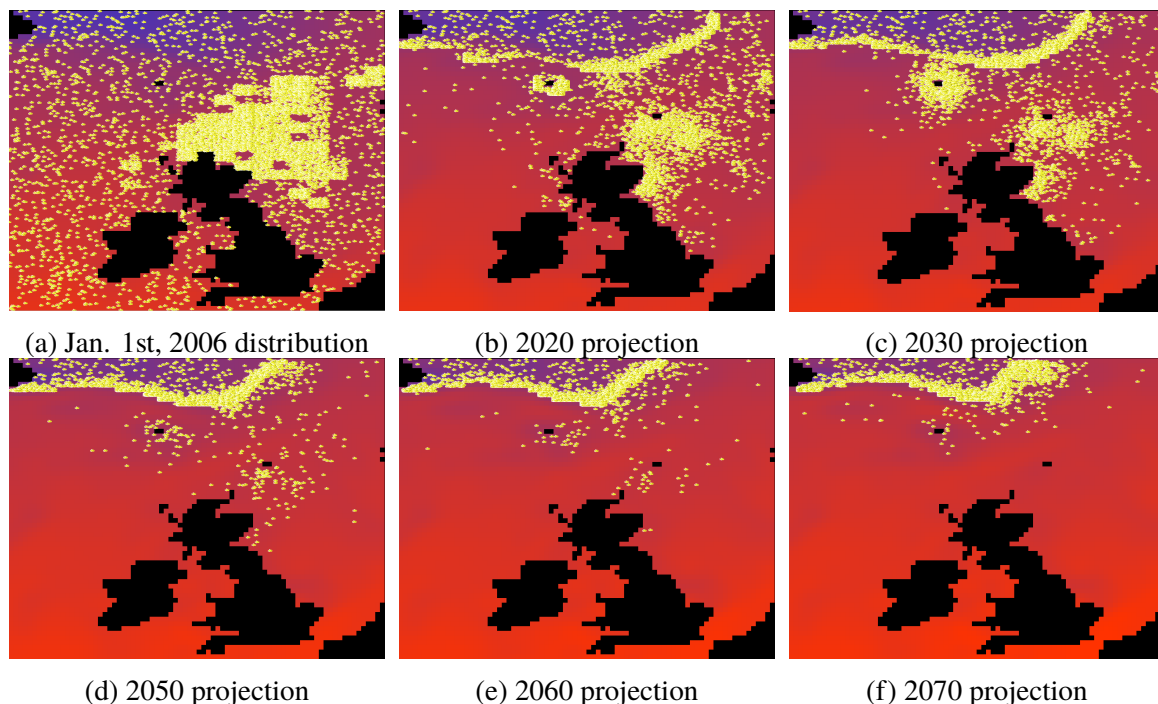 (a) Jan. 1st, 2006 distribution
(b) 2020 projection
(c) 2030 projection
(d) 2050 projection
(e) 2060 projection
(f) 2070 projection